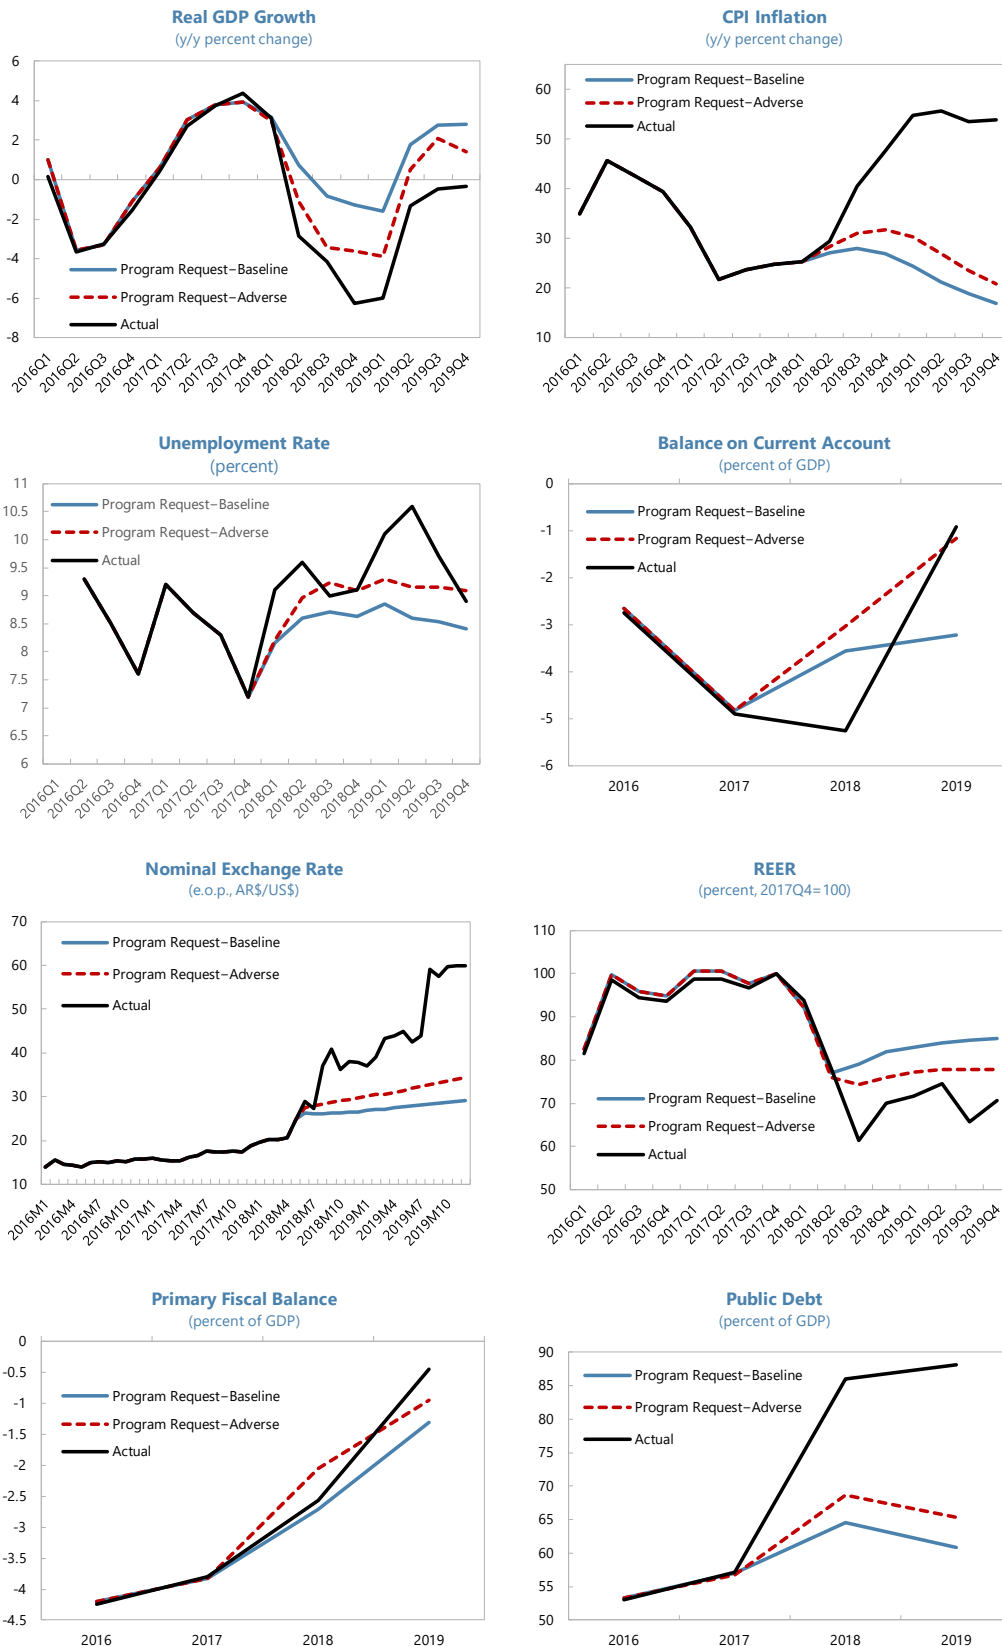 Real GDP Growth
(y/y percent change)
6
4
2
0
-2
-4
-6
-8
Program Request–Baseline
Program Request–Adverse
Actual
2016Q1
2016Q2
2016Q3
2016Q4
2017Q1
2017Q2
2017Q3
2017Q4
2018Q1
2018Q2
2018Q3
2018Q4
2019Q1
2019Q2
2019Q3
2019Q4
CPI Inflation
(y/y percent change)
60
50
40
30
20
10
Program Request–Baseline
Program Request–Adverse
Actual
2016Q1
2016Q2
2016Q3
2016Q4
2017Q1
2017Q2
2017Q3
2017Q4
2018Q1
2018Q2
2018Q3
2018Q4
2019Q1
2019Q2
2019Q3
2019Q4
Unemployment Rate
(percent)
11
10.5
10
9.5
9
8.5
8
7.5
7
6.5
6
Program Request–Baseline
Program Request–Adverse
Actual
2016Q1
2016Q2
2016Q3
2016Q4
2017Q1
2017Q2
2017Q3
2017Q4
2018Q1
2018Q2
2018Q3
2018Q4
2019Q1
2019Q2
2019Q3
2019Q4
Balance on Current Account
(percent of GDP)
0
-1
-2
-3
-4
-5
-6
Program Request–Baseline
Program Request–Adverse
Actual
2016
2017
2018
2019
Nominal Exchange Rate
(e.o.p., AR$/US$)
70
60
50
40
30
20
10
Program Request–Baseline
Program Request–Adverse
Actual
2016M1
2016M4
2016M7
2016M10
2017M1
2017M4
2017M7
2017M10
2018M1
2018M4
2018M7
2018M10
2019M1
2019M4
2019M7
2019M10
REER
(percent, 2017Q4=100)
110
100
90
80
70
60
50
Program Request–Baseline
Program Request–Adverse
Actual
2016Q1
2016Q2
2016Q3
2016Q4
2017Q1
2017Q2
2017Q3
2017Q4
2018Q1
2018Q2
2018Q3
2018Q4
2019Q1
2019Q2
2019Q3
2019Q4
Primary Fiscal Balance
(percent of GDP)
0
-0.5
-1
-1.5
-2
-2.5
-3
-3.5
-4
-4.5
Program Request–Baseline
Program Request–Adverse
Actual
2016
2017
2018
2019
Public Debt
(percent of GDP)
90
85
80
75
70
65
60
55
50
Program Request–Baseline
Program Request–Adverse
Actual
2016
2017
2018
2019